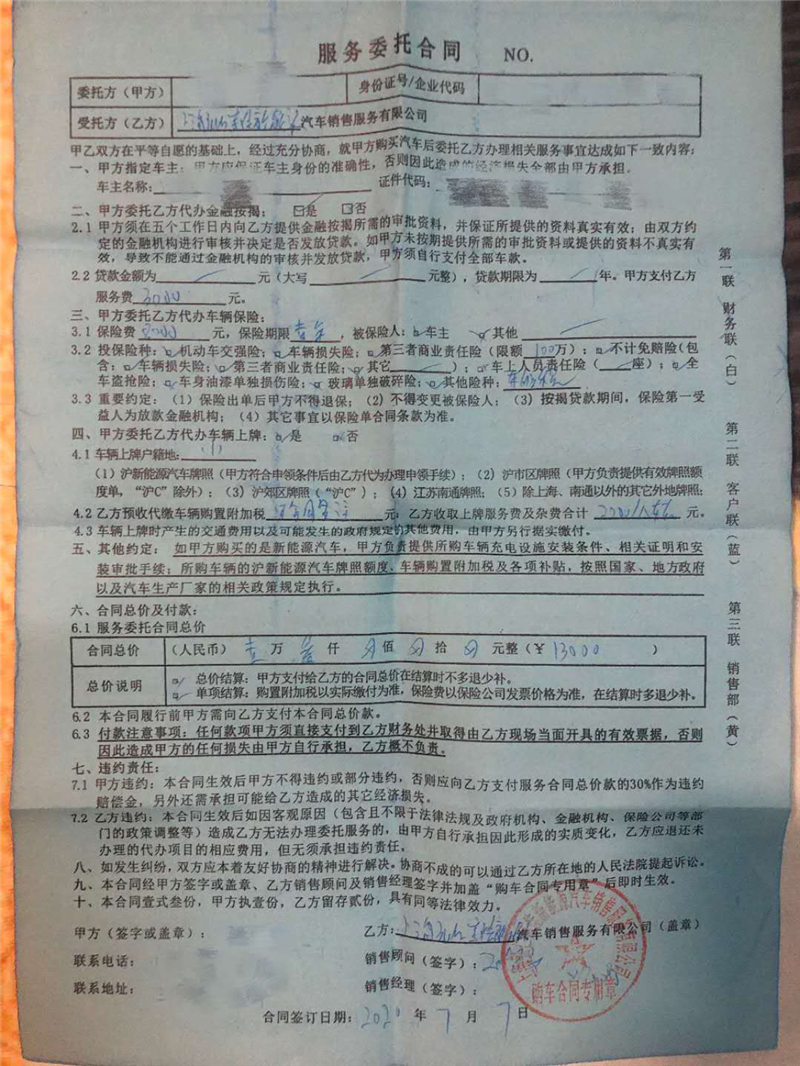 服务委托合同 NO.
委托方（甲方） 身份证号/企业代码
受托方（乙方） 汽车销售服务有限公司
甲乙双方在平等自愿的基础上，经过充分协商，就甲方购买汽车后委托乙方办理相关服务事宜达成如下一致内容：
一、甲方指定车主：甲方应保证车主身份的准确性，否则因此造成的经济损失全部由甲方承担。
车主名称： 证件代码：
二、甲方委托乙方代办金融按揭： ☑是 □否
2.1 甲方须在五个工作日内向乙方提供金融按揭所需的审批资料，并保证所提供的资料真实有效；由双方约
定的金融机构进行审核并决定是否发放贷款，如甲方未按期提供所需的审批资料或提供的资料不真实有
效，导致不能通过金融机构的审核并发放贷款，甲方须自行支付全部车款。
2.2 贷款金额为 元（大写 元整），贷款期限为 年。甲方支付乙方
服务费3000元。
三、甲方委托乙方代办车辆保险：
3.1 保险费8000元，保险期限壹年，被保险人：车主 其他
3.2 投保险种：机动车交强险；车辆损失险；第三者商业责任险（限额100万）；不计免赔险（包
含：车辆损失险；第三者商业责任险；其它 ）；车上人员责任险（ 座）；全
车盗抢险；车身油漆单独损伤险；玻璃单独破碎险；其他险种：
3.3 重要约定：（1）保险出单后甲方不得退保；（2）不得变更被保险人；（3）按揭贷款期间，保险第一受
益人为放款金融机构；（4）其它事宜以保险单合同条款为准。
四、甲方委托乙方代办车辆上牌：是 否
4.1 车辆上牌户籍地：
（1）沪新能源汽车牌照（甲方符合申领条件后由乙方代为办理申领手续）；（2）沪市区牌照（甲方负责提供有效牌照额
度单，“沪C”除外）；（3）沪郊区牌照（“沪C”）；（4）江苏南通牌照；（5）除上海、南通以外的其它外地牌照；
4.2 乙方预收代缴车辆购置附加税 元；乙方收取上牌服务费及杂费合计2000 元。
4.3 车辆上牌时产生的交通费用以及可能发生的政府规定的其他费用，由甲方另行据实缴付。
五、其他约定： 如甲方购买的是新能源汽车，甲方负责提供所购车辆充电设施安装条件、相关证明和安
装审批手续；所购车辆的沪新能源汽车牌照额度、车辆购置附加税及各项补贴，按照国家、地方政府
以及汽车生产厂家的相关政策规定执行。
六、合同总价及付款：
6.1 服务委托合同总价
合同总价 （人民币）壹万叁仟 佰 拾 元整（￥13000 ）
总价说明 总价结算：甲方支付给乙方的合同总价在结算时不多退少补。
单项结算：购置附加税以实际缴付为准，保险费以保险公司发票价格为准，在结算时多退少补。
6.2 本合同履行前甲方需向乙方支付本合同总价款。
6.3 付款注意事项：任何款项甲方须直接支付到乙方财务处并取得由乙方现场当面开具的有效票据，否则
因此造成甲方的任何损失由甲方自行承担，乙方概不负责。
七、违约责任：
7.1 甲方违约：本合同生效后甲方不得违约或部分违约，否则应向乙方支付服务合同总价款的30%作为违约
赔偿金，另外还需承担可能给乙方造成的其它经济损失。
7.2 乙方违约：本合同生效后如因客观原因（包含且不限于法律法规及政府机构、金融机构、保险公司等部
门的政策调整等）造成乙方无法办理委托服务的，由甲方自行承担因此形成的实质变化，乙方应退还未
办理的代办项目的相应费用，但无须承担违约责任。
八、如发生纠纷，双方应本着友好协商的精神进行解决。协商不成的可以通过乙方所在地的人民法院提起诉讼。
九、本合同经甲方签字或盖章、乙方销售顾问及销售经理签字并加盖“购车合同专用章”后即时生效。
十、本合同壹式叁份，甲方执壹份，乙方留存贰份，具有同等法律效力。
甲方（签字或盖章）： 乙方： 汽车销售服务有限公司（盖章）
联系电话： 销售顾问（签字）：
联系地址： 销售经理（签字）：
购车合同专用章
合同签订日期：2020 年 7 月 7 日
第一联 财务联（白）
第二联 客户联（蓝）
第三联 销售部（黄）